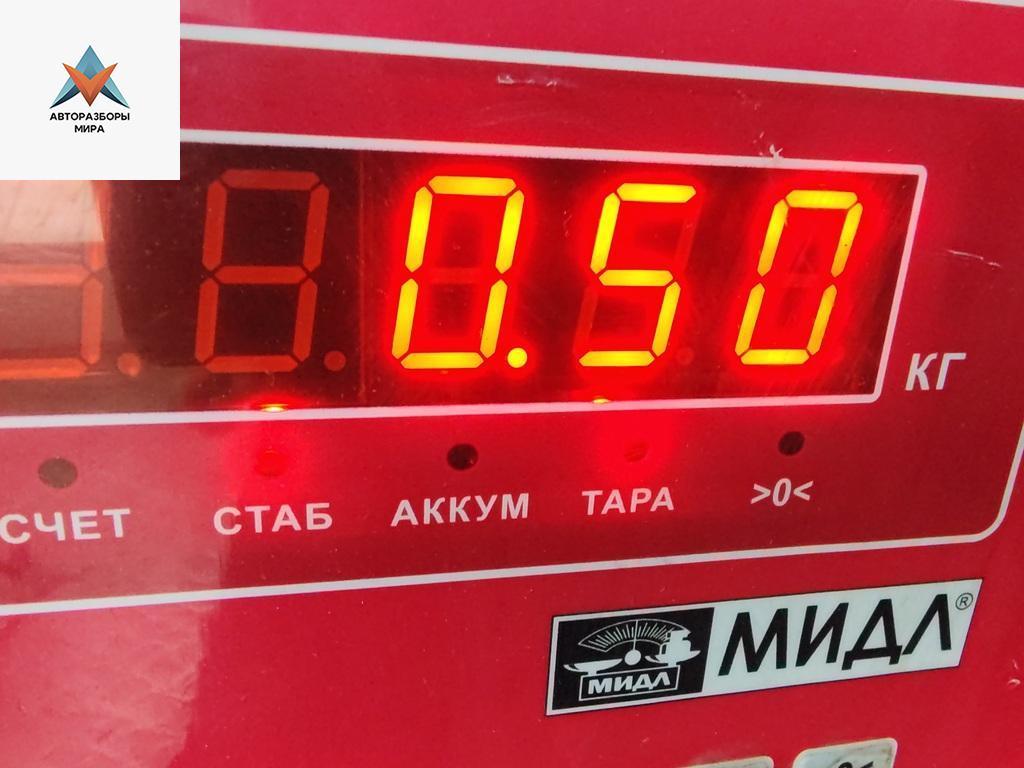 АВТОРАЗБОРЫ
МИРА
0.50
КГ
СЧЕТ СТАБ АККУМ ТАРА >0<
МИДЛ МИДЛ®